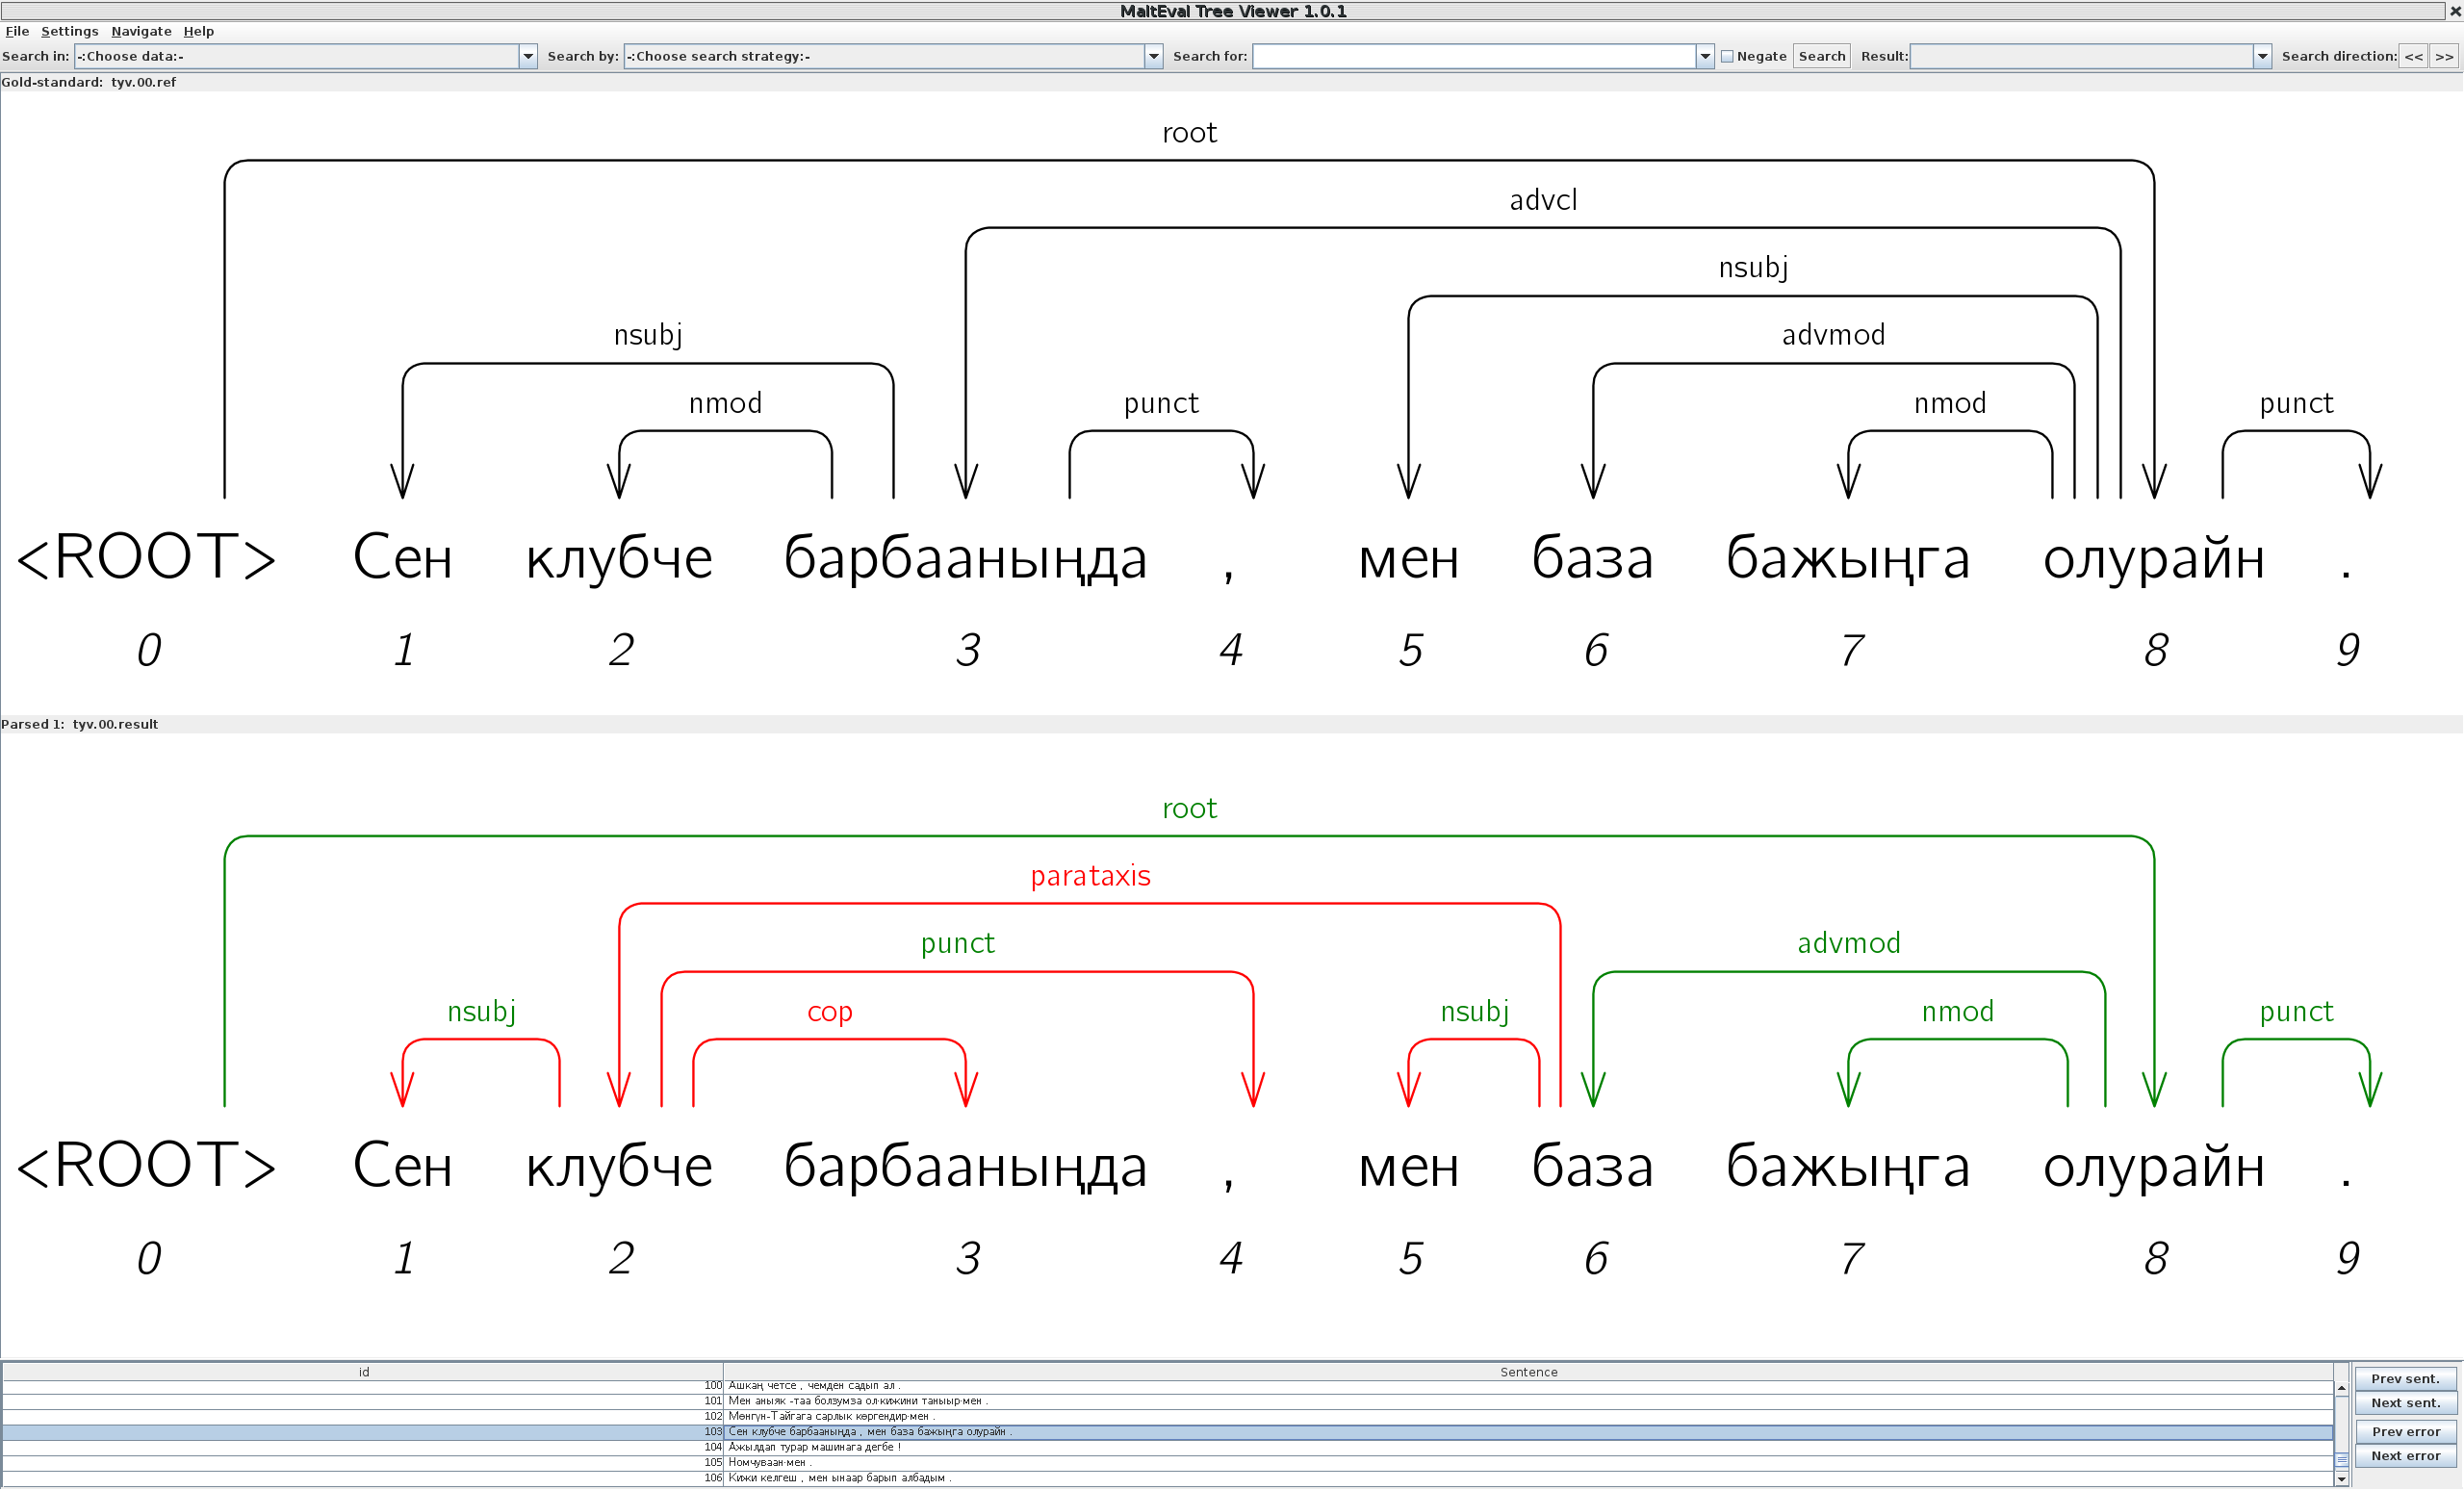 MaltEval Tree Viewer 1.0.1
File Settings Navigate Help
Search in: -:Choose data:- Search by: -:Choose search strategy:- Search for: Negate Search Result: Search direction: << >>
Gold-standard: tyv.00.ref
root
advcl
nsubj
nsubj advmod
nmod punct nmod punct
<ROOT> Сен клубче барбаанында , мен база бажыңга олурайн .
0 1 2 3 4 5 6 7 8 9
Parsed 1: tyv.00.result
root
parataxis
punct advmod
nsubj cop nsubj nmod punct
<ROOT> Сен клубче барбааныңда , мен база бажыңга олурайн .
0 1 2 3 4 5 6 7 8 9
id Sentence
100 Ашкаң четсе , чемден садып ал .
101 Мен аныяк -таа болзумза ол·кижини таныыр·мен .
102 Мөңгүн-Тайгага сарлык көргендир·мен .
103 Сен клубче барбааныңда , мен база бажыңга олурайн .
104 Ажылдап турар машинага дегбе !
105 Номчуваан·мен .
106 Кижи келгеш , мен ынаар барып албадым .
Prev sent.
Next sent.
Prev error
Next error